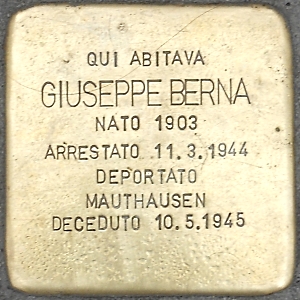 QUI ABITAVA
GIUSEPPE BERNA
NATO 1903
ARRESTATO 11.3.1944
DEPORTATO
MAUTHAUSEN
DECEDUTO 10.5.1945